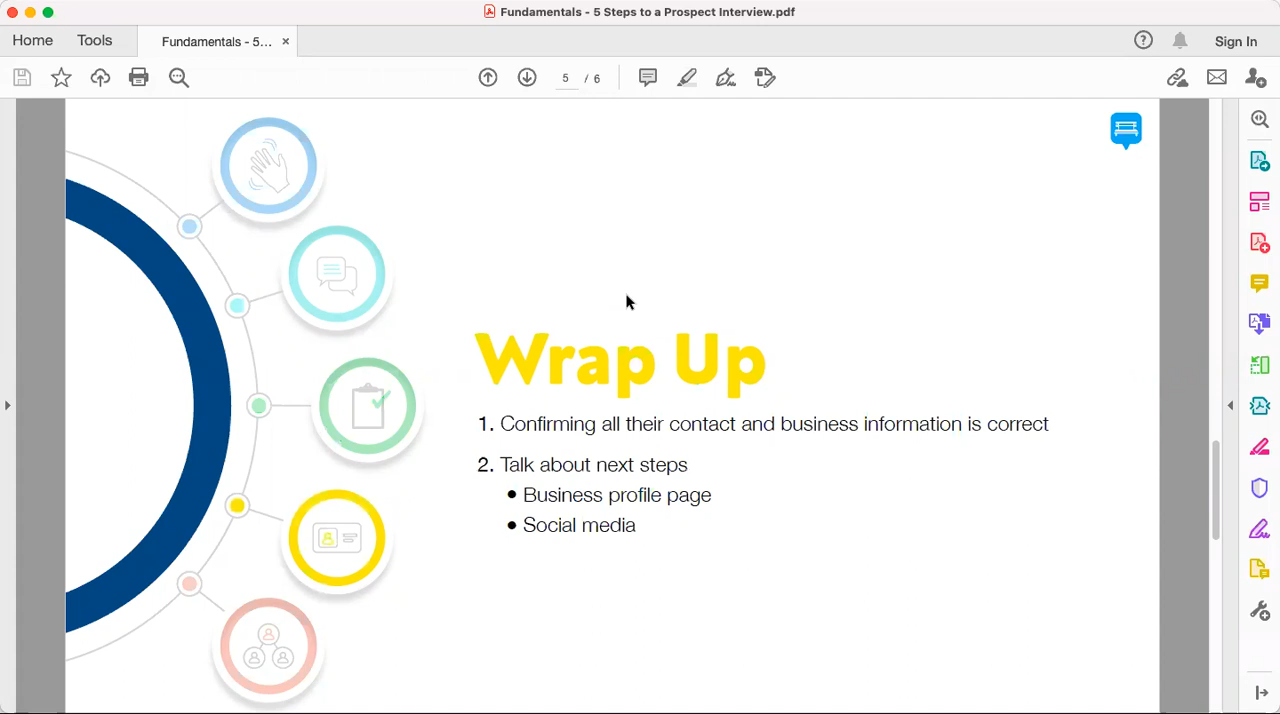 Fundamentals - 5 Steps to a Prospect Interview.pdf
Home Tools Fundamentals - 5... × Sign In
5 / 6
Wrap Up
1. Confirming all their contact and business information is correct
2. Talk about next steps
• Business profile page
• Social media